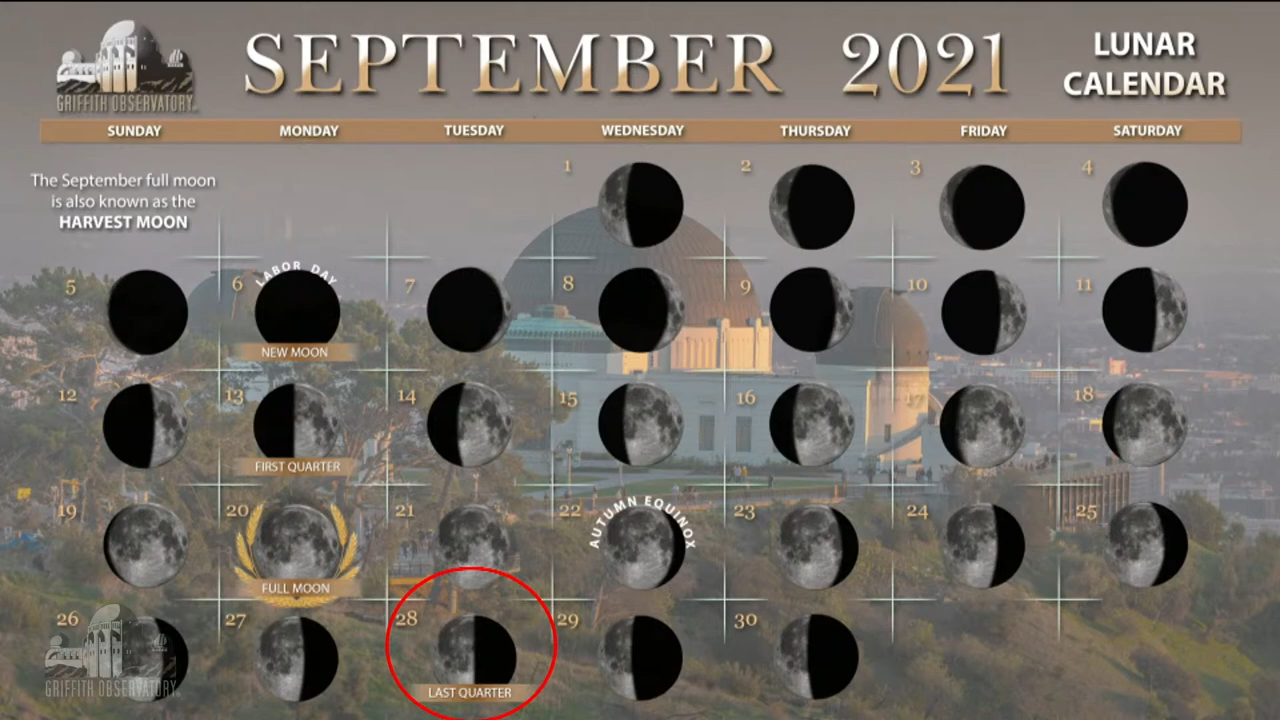 GRIFFITH OBSERVATORY
SEPTEMBER 2021
LUNAR
CALENDAR
SUNDAY MONDAY TUESDAY WEDNESDAY THURSDAY FRIDAY SATURDAY
The September full moon
is also known as the
HARVEST MOON
1 2 3 4
LABOR DAY
5 6 7 8 9 10 11
NEW MOON
12 13 14 15 16 17 18
FIRST QUARTER
AUTUMN EQUINOX
19 20 21 22 23 24 25
FULL MOON
26 27 28 29 30
GRIFFITH OBSERVATORY
LAST QUARTER